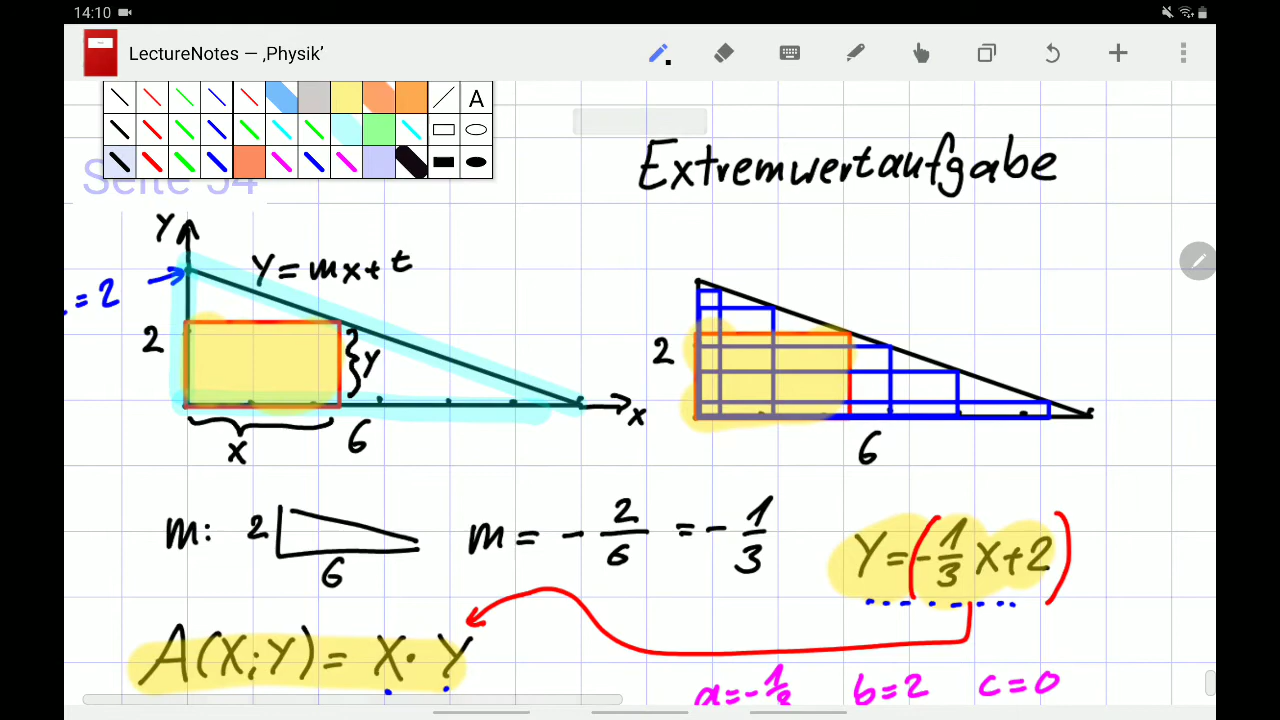 14:10
LectureNotes — ‚Physik’
A
Seite 34
Extremwertaufgabe
Y
Y = mx + t
= 2
2
} Y
x
x
6
2
6
m: 2
6
m = - 2/6 = - 1/3
Y = (-1/3 X + 2)
A(X;Y) = X · Y
a = -1/3 b = 2 c = 0